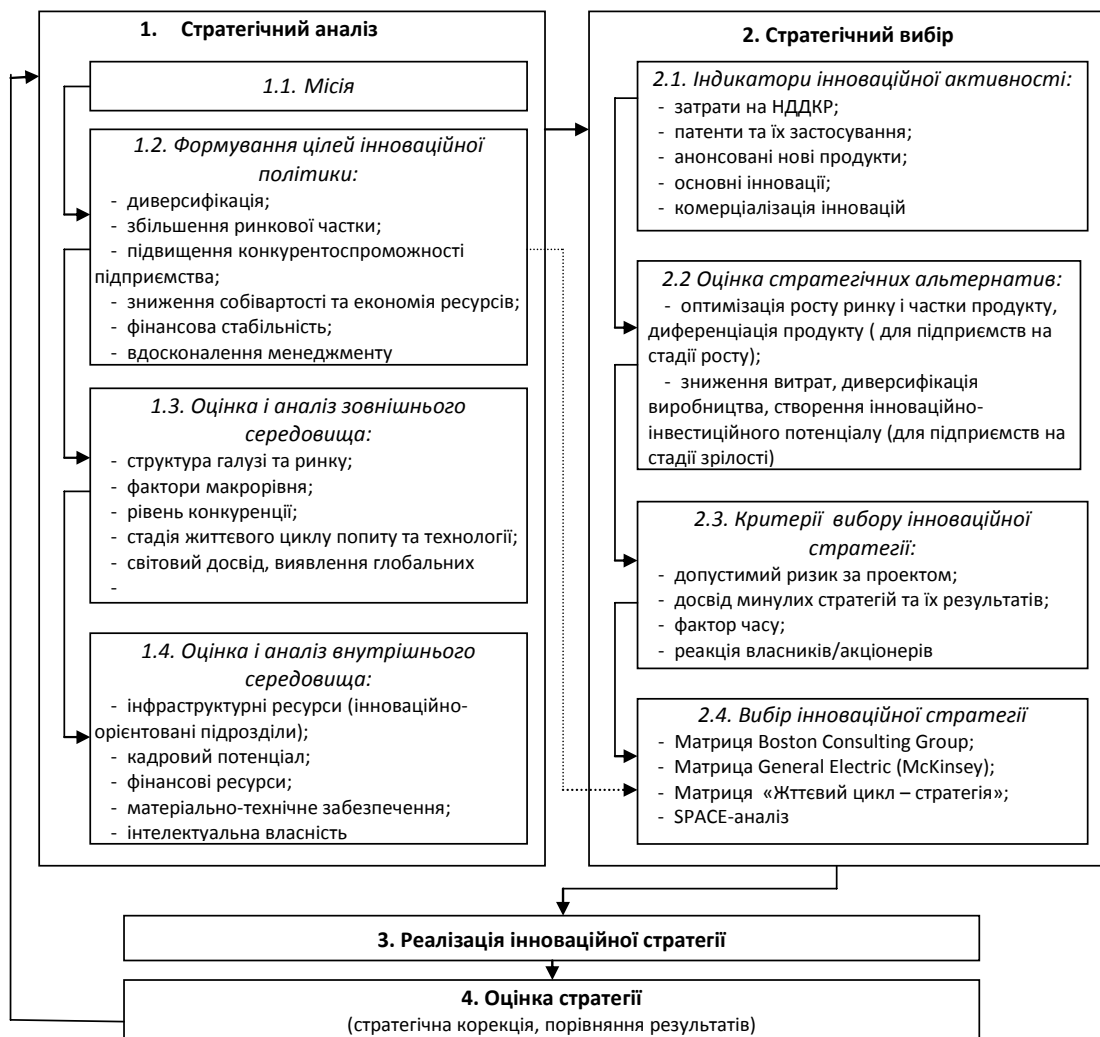 1. Стратегічний аналіз
1.1. Місія
1.2. Формування цілей інноваційної
політики:
- диверсифікація;
- збільшення ринкової частки;
- підвищення конкурентоспроможності
підприємства;
- зниження собівартості та економія ресурсів;
- фінансова стабільність;
- вдосконалення менеджменту
1.3. Оцінка і аналіз зовнішнього
середовища:
- структура галузі та ринку;
- фактори макрорівня;
- рівень конкуренції;
- стадія життєвого циклу попиту та технології;
- світовий досвід, виявлення глобальних
-
1.4. Оцінка і аналіз внутрішнього
середовища:
- інфраструктурні ресурси (інноваційно-
орієнтовані підрозділи);
- кадровий потенціал;
- фінансові ресурси;
- матеріально-технічне забезпечення;
- інтелектуальна власність
2. Стратегічний вибір
2.1. Індикатори інноваційної активності:
- затрати на НДДКР;
- патенти та їх застосування;
- анонсовані нові продукти;
- основні інновації;
- комерціалізація інновацій
2.2 Оцінка стратегічних альтернатив:
- оптимізація росту ринку і частки продукту,
диференціація продукту ( для підприємств на
стадії росту);
- зниження витрат, диверсифікація
виробництва, створення інноваційно-
інвестиційного потенціалу (для підприємств на
стадії зрілості)
2.3. Критерії вибору інноваційної
стратегії:
- допустимий ризик за проектом;
- досвід минулих стратегій та їх результатів;
- фактор часу;
- реакція власників/акціонерів
2.4. Вибір інноваційної стратегії
- Матриця Boston Consulting Group;
- Матрица General Electric (McKinsey);
- Матриця «Жттєвий цикл – стратегія»;
- SPACE-аналіз
3. Реалізація інноваційної стратегії
4. Оцінка стратегії
(стратегічна корекція, порівняння результатів)